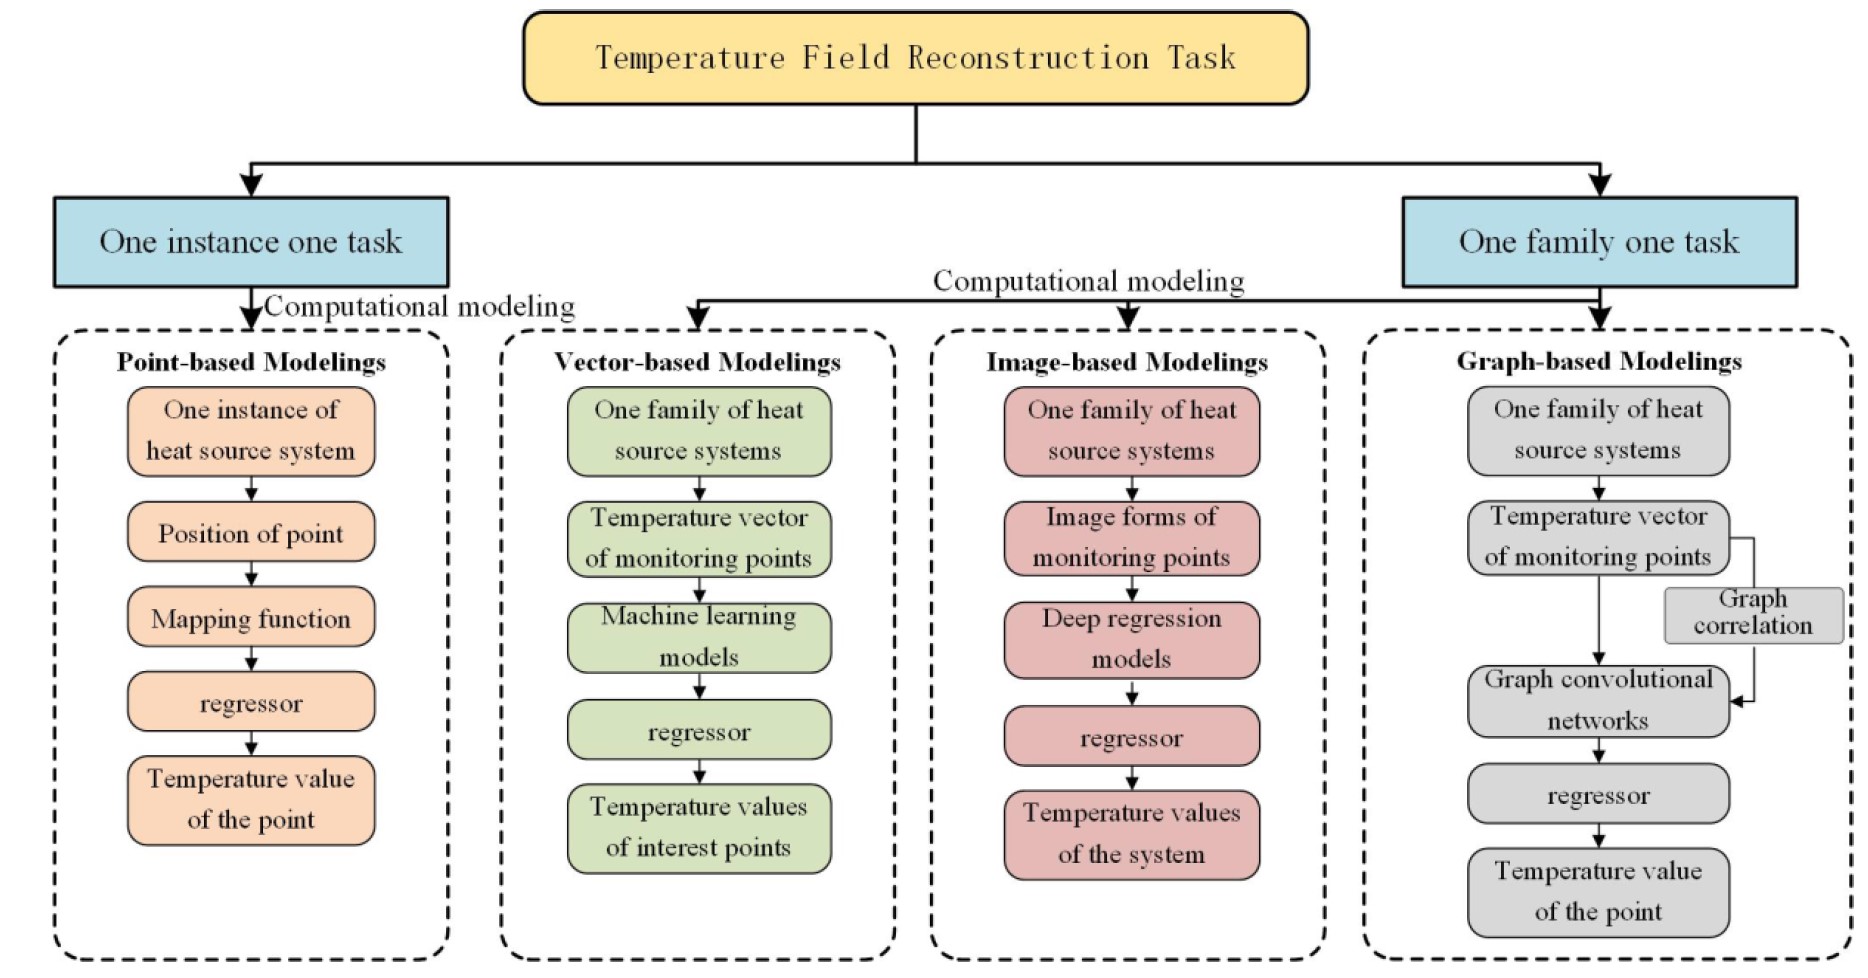 Temperature Field Reconstruction Task
One instance one task
One family one task
Computational modeling
Computational modeling
Point-based Modelings
One instance of
heat source system
Position of point
Mapping function
regressor
Temperature value
of the point
Vector-based Modelings
One family of heat
source systems
Temperature vector
of monitoring points
Machine learning
models
regressor
Temperature values
of interest points
Image-based Modelings
One family of heat
source systems
Image forms of
monitoring points
Deep regression
models
regressor
Temperature values
of the system
Graph-based Modelings
One family of heat
source systems
Temperature vector
of monitoring points
Graph
correlation
Graph convolutional
networks
regressor
Temperature value
of the point